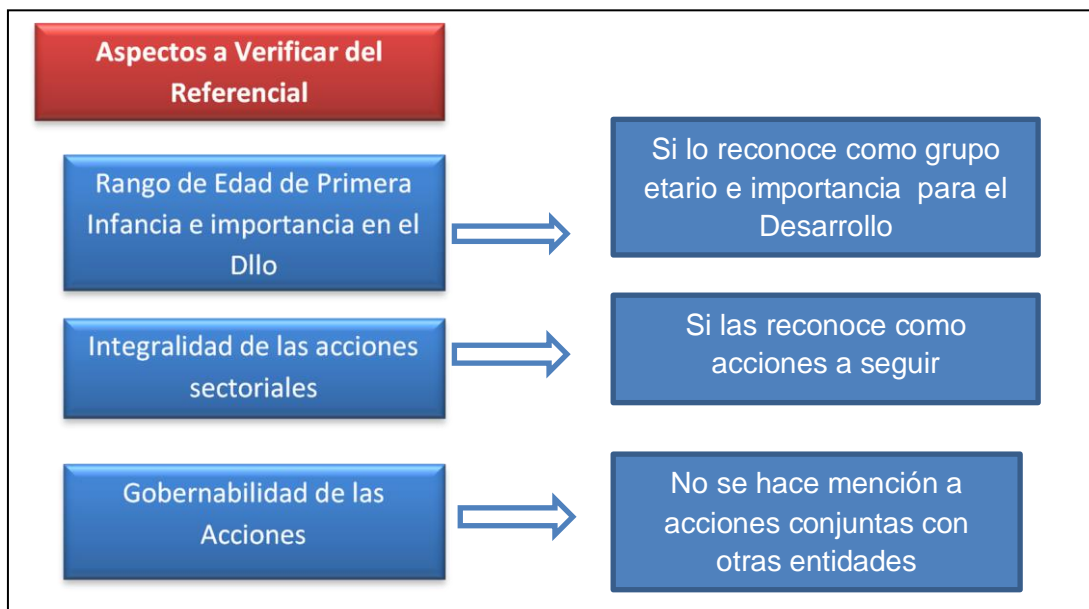 Aspectos a Verificar del
Referencial
Rango de Edad de Primera
Infancia e importancia en el
Dllo
Si lo reconoce como grupo
etario e importancia para el
Desarrollo
Integralidad de las acciones
sectoriales
Si las reconoce como
acciones a seguir
Gobernabilidad de las
Acciones
No se hace mención a
acciones conjuntas con
otras entidades